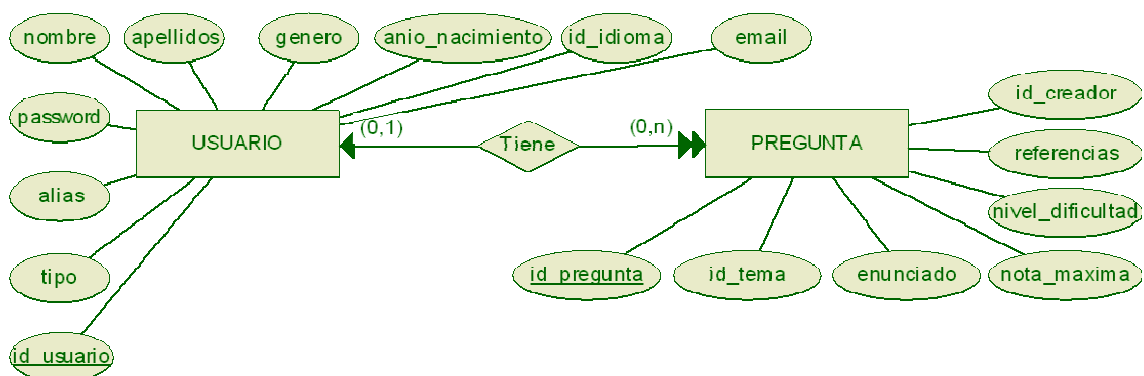 nombre
apellidos
genero
anio_nacimiento
id_idioma
email
password
USUARIO
(0,1)
Tiene
(0,n)
PREGUNTA
id_creador
referencias
nivel_dificultad
alias
tipo
id_usuario
id_pregunta
id_tema
enunciado
nota_maxima